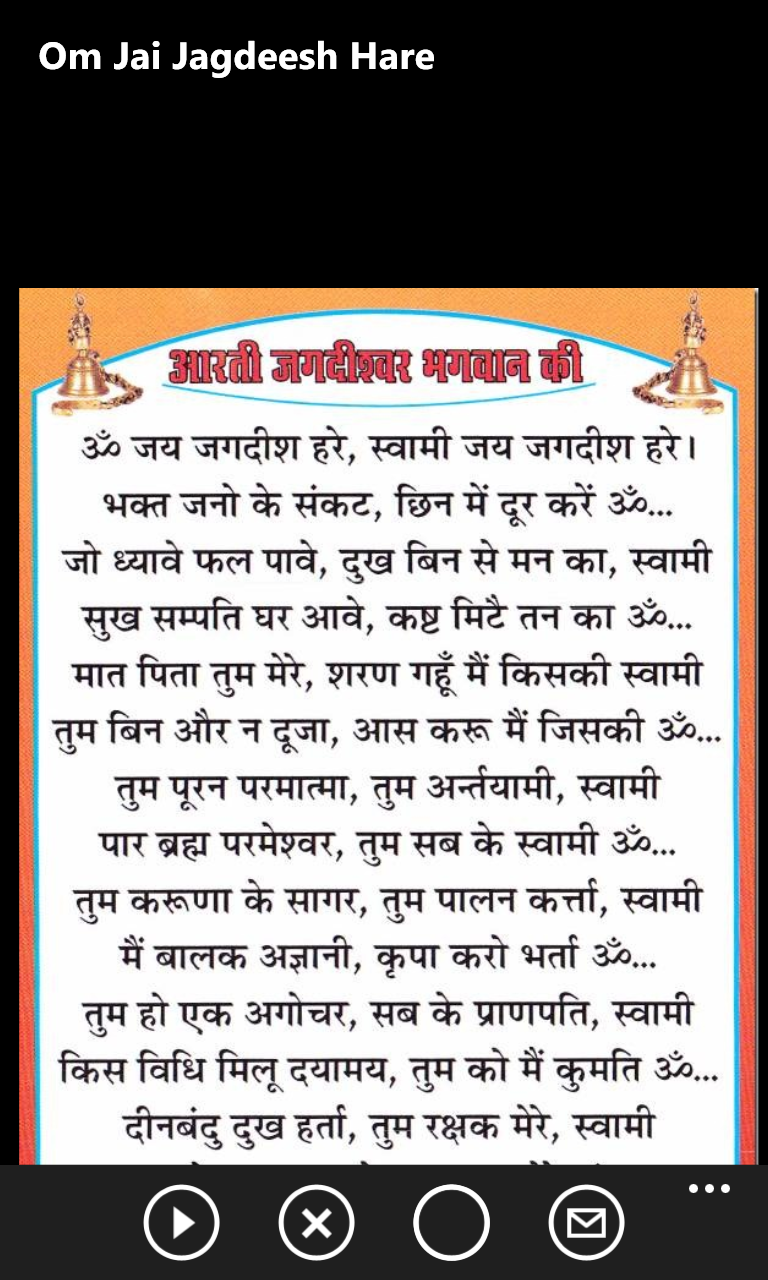 Om Jai Jagdeesh Hare
आरती जगदीश्वर भगवान की
ॐ जय जगदीश हरे, स्वामी जय जगदीश हरे।
भक्त जनो के संकट, छिन में दूर करें ॐ...
जो ध्यावे फल पावे, दुख बिन से मन का, स्वामी
सुख सम्पति घर आवे, कष्ट मिटै तन का ॐ...
मात पिता तुम मेरे, शरण गहूँ मैं किसकी स्वामी
तुम बिन और न दूजा, आस करू मैं जिसकी ॐ...
तुम पूरन परमात्मा, तुम अर्न्तयामी, स्वामी
पार ब्रह्म परमेश्वर, तुम सब के स्वामी ॐ...
तुम करूणा के सागर, तुम पालन कर्त्ता, स्वामी
मैं बालक अज्ञानी, कृपा करो भर्ता ॐ...
तुम हो एक अगोचर, सब के प्राणपति, स्वामी
किस विधि मिलू दयामय, तुम को मैं कुमति ॐ...
दीनबंदु दुख हर्ता, तुम रक्षक मेरे, स्वामी